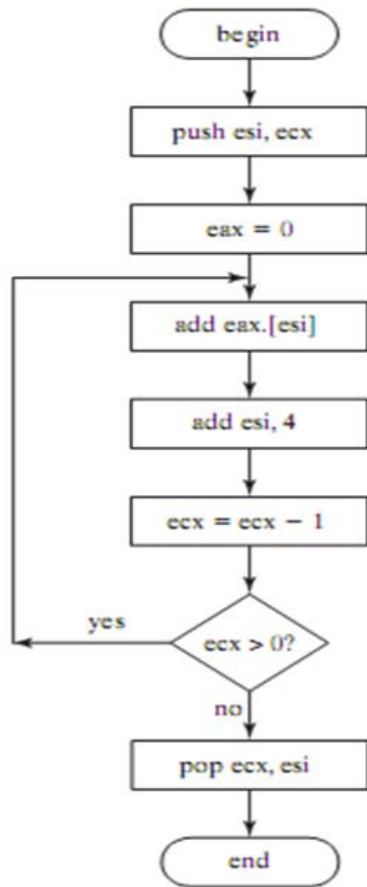 begin
push esi, ecx
eax = 0
add eax.[esi]
add esi, 4
ecx = ecx − 1
yes
ecx > 0?
no
pop ecx, esi
end